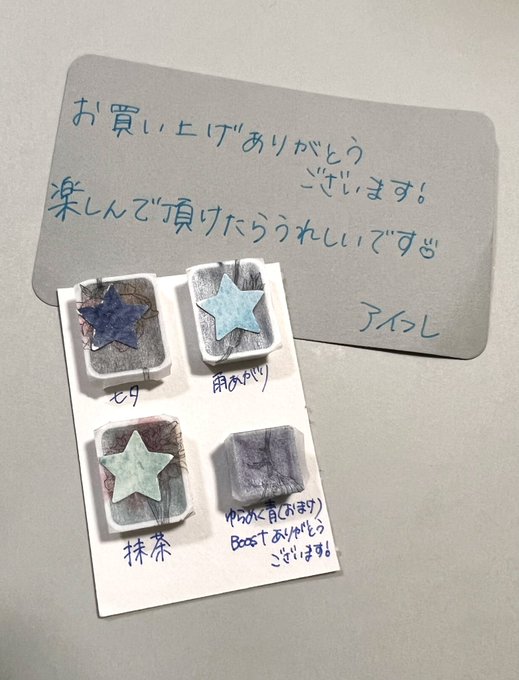 お買い上げありがとう
ございます!
楽しんで頂けたらうれしいです
アイフレ
七夕
雨あがり
抹茶
ゆらめく青(おまけ)
Boostありがとう
ございます!